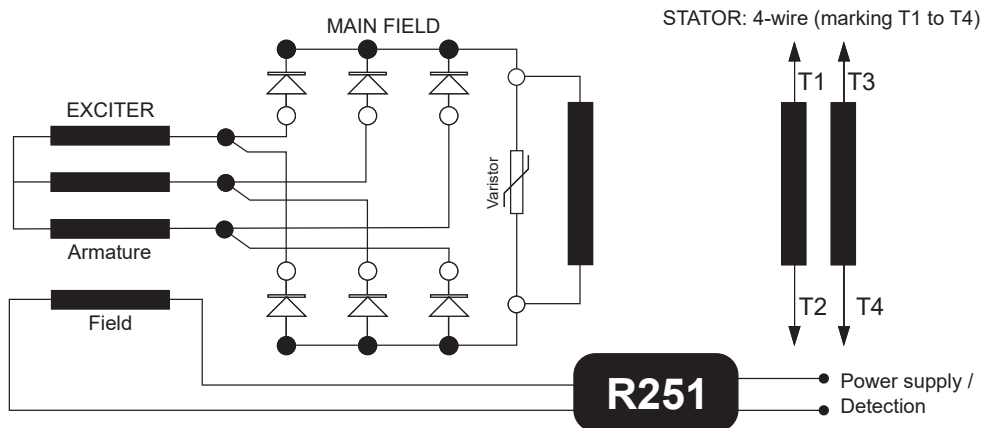 STATOR: 4-wire (marking T1 to T4)
MAIN FIELD
EXCITER
T1
T3
Varistor
Armature
Field
T2
T4
R251
Power supply /
Detection